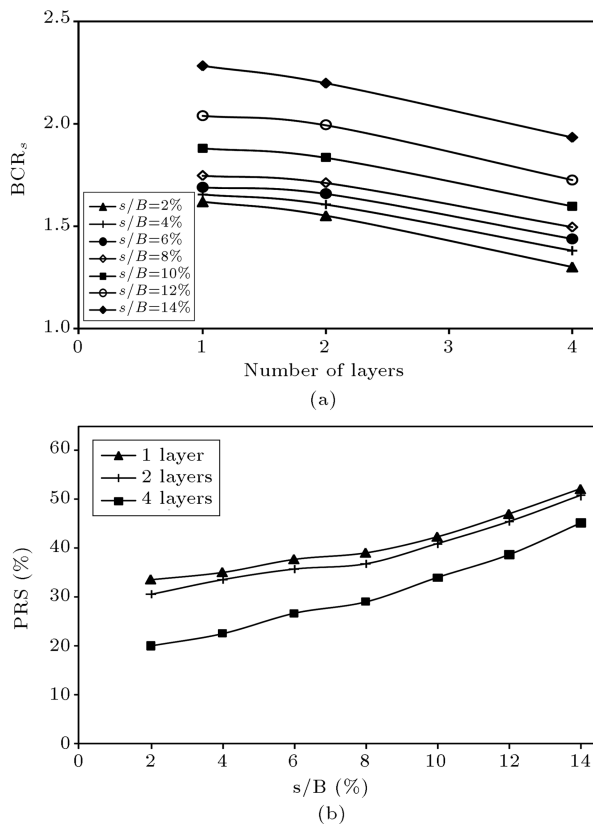 2.5
2.0
BCRs
1.5
s/B=2%
s/B=4%
s/B=6%
s/B=8%
s/B=10%
s/B=12%
s/B=14%
1.0
0 1 2 3 4
Number of layers
(a)
60
1 layer
2 layers
50
4 layers
40
PRS (%)
30
20
10
0
0 2 4 6 8 10 12 14
s/B (%)
(b)